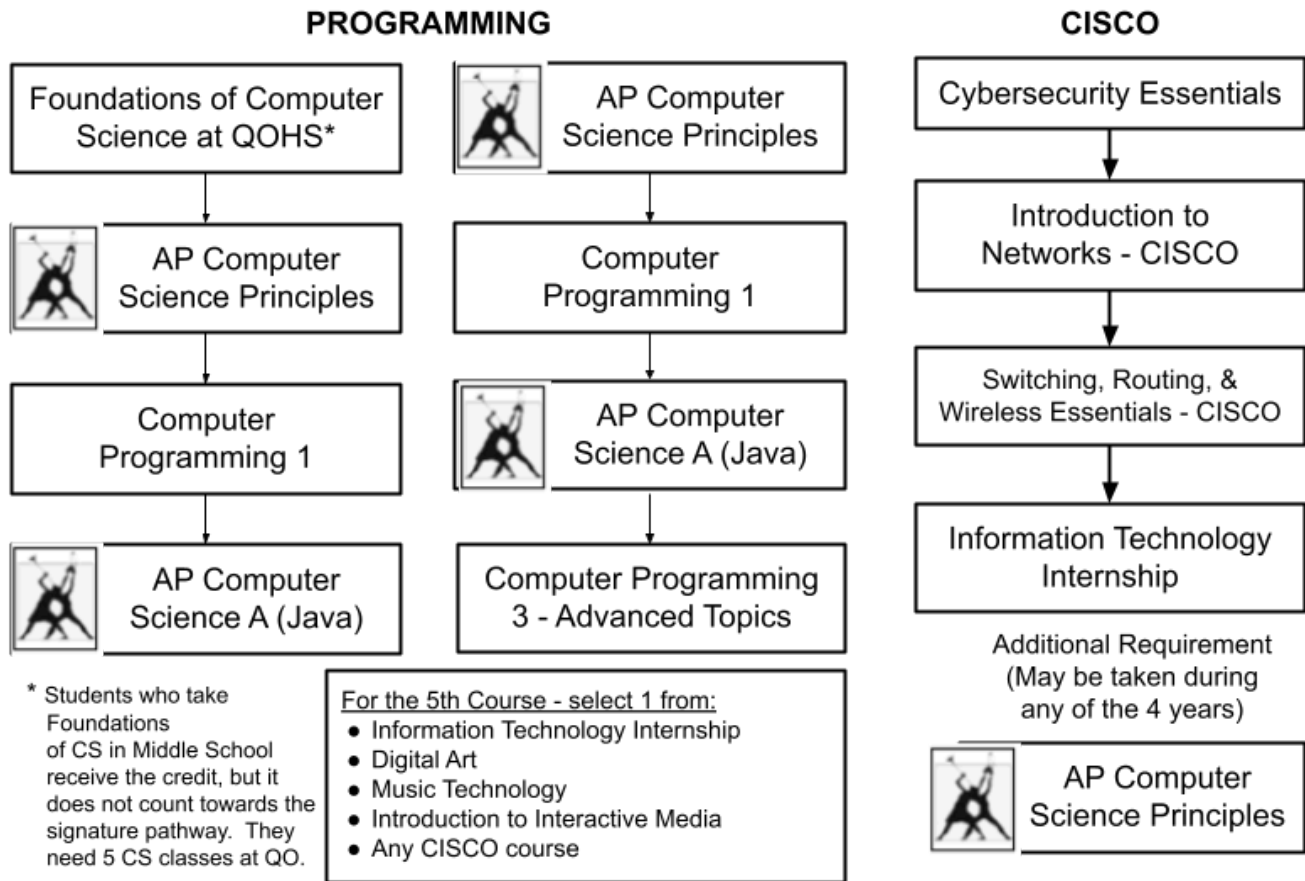 PROGRAMMING
Foundations of Computer
Science at QOHS*
AP Computer
Science Principles
Computer
Programming 1
AP Computer
Science A (Java)
* Students who take
Foundations
of CS in Middle School
receive the credit, but it
does not count towards the
signature pathway. They
need 5 CS classes at QO.
AP Computer
Science Principles
Computer
Programming 1
AP Computer
Science A (Java)
Computer Programming
3 - Advanced Topics
For the 5th Course - select 1 from:
● Information Technology Internship
● Digital Art
● Music Technology
● Introduction to Interactive Media
● Any CISCO course
CISCO
Cybersecurity Essentials
Introduction to
Networks - CISCO
Switching, Routing, &
Wireless Essentials - CISCO
Information Technology
Internship
Additional Requirement
(May be taken during
any of the 4 years)
AP Computer
Science Principles